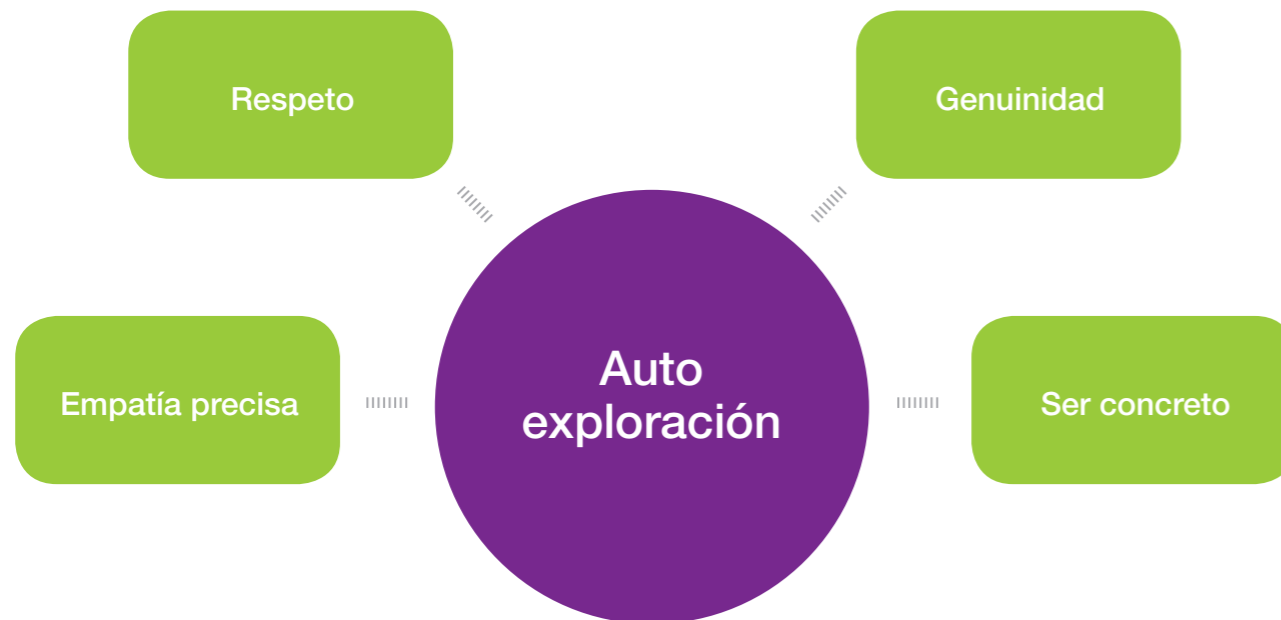 Respeto
Genuinidad
Auto
exploración
Empatía precisa
Ser concreto